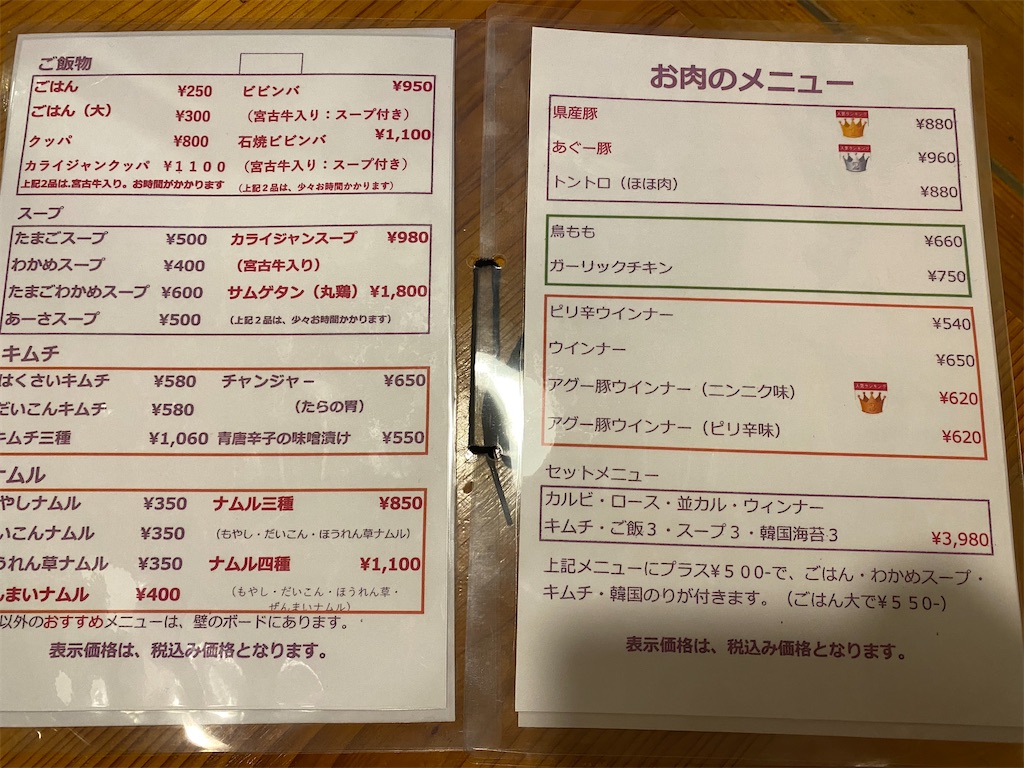 ご飯物
ごはん ¥250 ビビンバ ¥950
ごはん（大） ¥300 （宮古牛入り：スープ付き）
クッパ ¥800 石焼ビビンバ ¥1,100
カライジャンクッパ ¥１１００ （宮古牛入り：スープ付き）
上記2品は、宮古牛入り。お時間がかかります （上記２品は、少々お時間かかります）
スープ
たまごスープ ¥500 カライジャンスープ ¥980
わかめスープ ¥400 （宮古牛入り）
たまごわかめスープ ¥600 サムゲタン（丸鶏） ¥1,800
あーさスープ ¥500 （上記２品は、少々お時間かかります）
キムチ
はくさいキムチ ¥580 チャンジャー ¥650
だいこんキムチ ¥580 （たらの胃）
キムチ三種 ¥1,060 青唐辛子の味噌漬け ¥550
ナムル
やしナムル ¥350 ナムル三種 ¥850
いこんナムル ¥350 （もやし・だいこん・ほうれん草ナムル）
うれん草ナムル ¥350 ナムル四種 ¥1,100
んまいナムル ¥400 （もやし・だいこん・ほうれん草・
ぜんまいナムル）
以外のおすすめメニューは、壁のボードにあります。
表示価格は、税込み価格となります。
お肉のメニュー
県産豚 人気ランキング ¥880
あぐー豚 人気ランキング ¥960
トントロ（ほほ肉） ¥880
鳥もも ¥660
ガーリックチキン ¥750
ピリ辛ウインナー ¥540
ウインナー ¥650
アグー豚ウインナー（ニンニク味） 人気ランキング ¥620
アグー豚ウインナー（ピリ辛味） ¥620
セットメニュー
カルビ・ロース・並カル・ウィンナー
キムチ・ご飯３・スープ３・韓国海苔３ ¥3,980
上記メニューにプラス¥５００-で、ごはん・わかめスープ・
キムチ・韓国のりが付きます。（ごはん大で¥５５０-）
表示価格は、税込み価格となります。